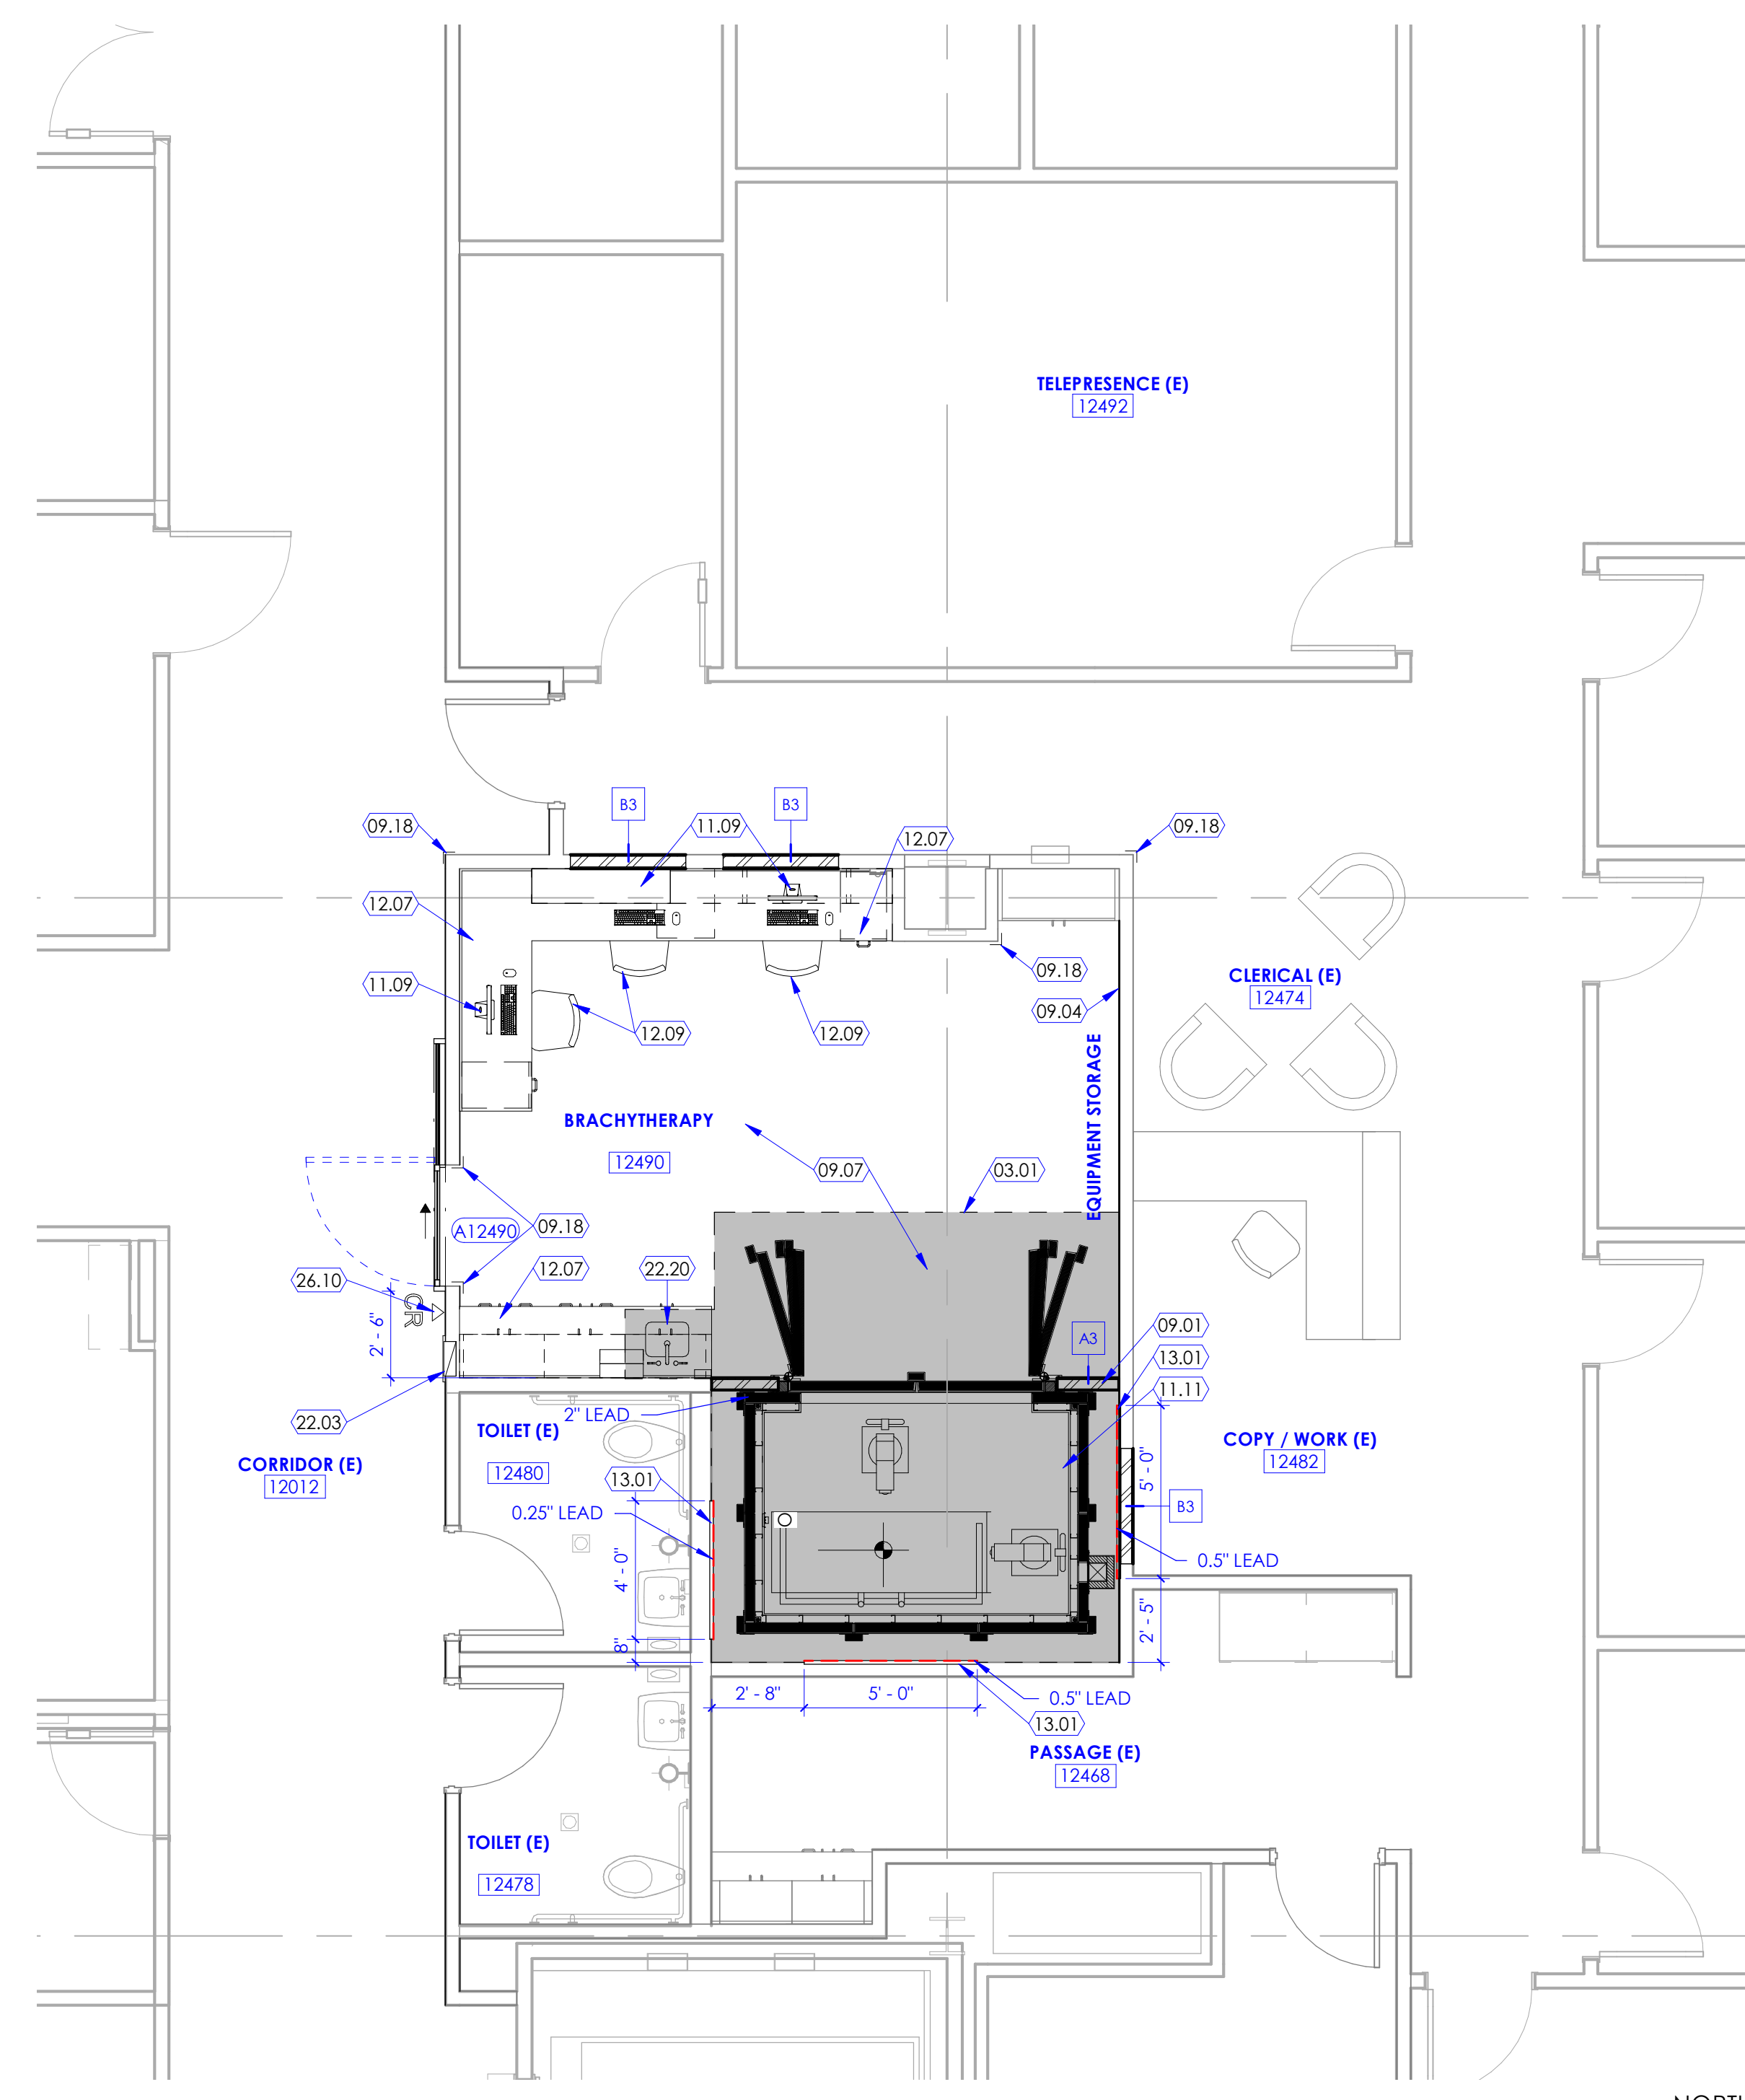 TELEPRESENCE (E)
12492
B3
B3
09.18
11.09
12.07
09.18
12.07
11.09
09.18
09.04
CLERICAL (E)
12474
12.09
12.09
EQUIPMENT STORAGE
BRACHYTHERAPY
12490
09.07
03.01
A12490
09.18
26.10
12.07
22.20
CR
2' - 6"
A3
09.01
13.01
11.11
22.03
2" LEAD
TOILET (E)
12480
CORRIDOR (E)
12012
COPY / WORK (E)
12482
13.01
0.25" LEAD
5' - 0"
B3
4' - 0"
0.5" LEAD
8"
2' - 5"
2' - 8"
5' - 0"
0.5" LEAD
13.01
PASSAGE (E)
12468
TOILET (E)
12478